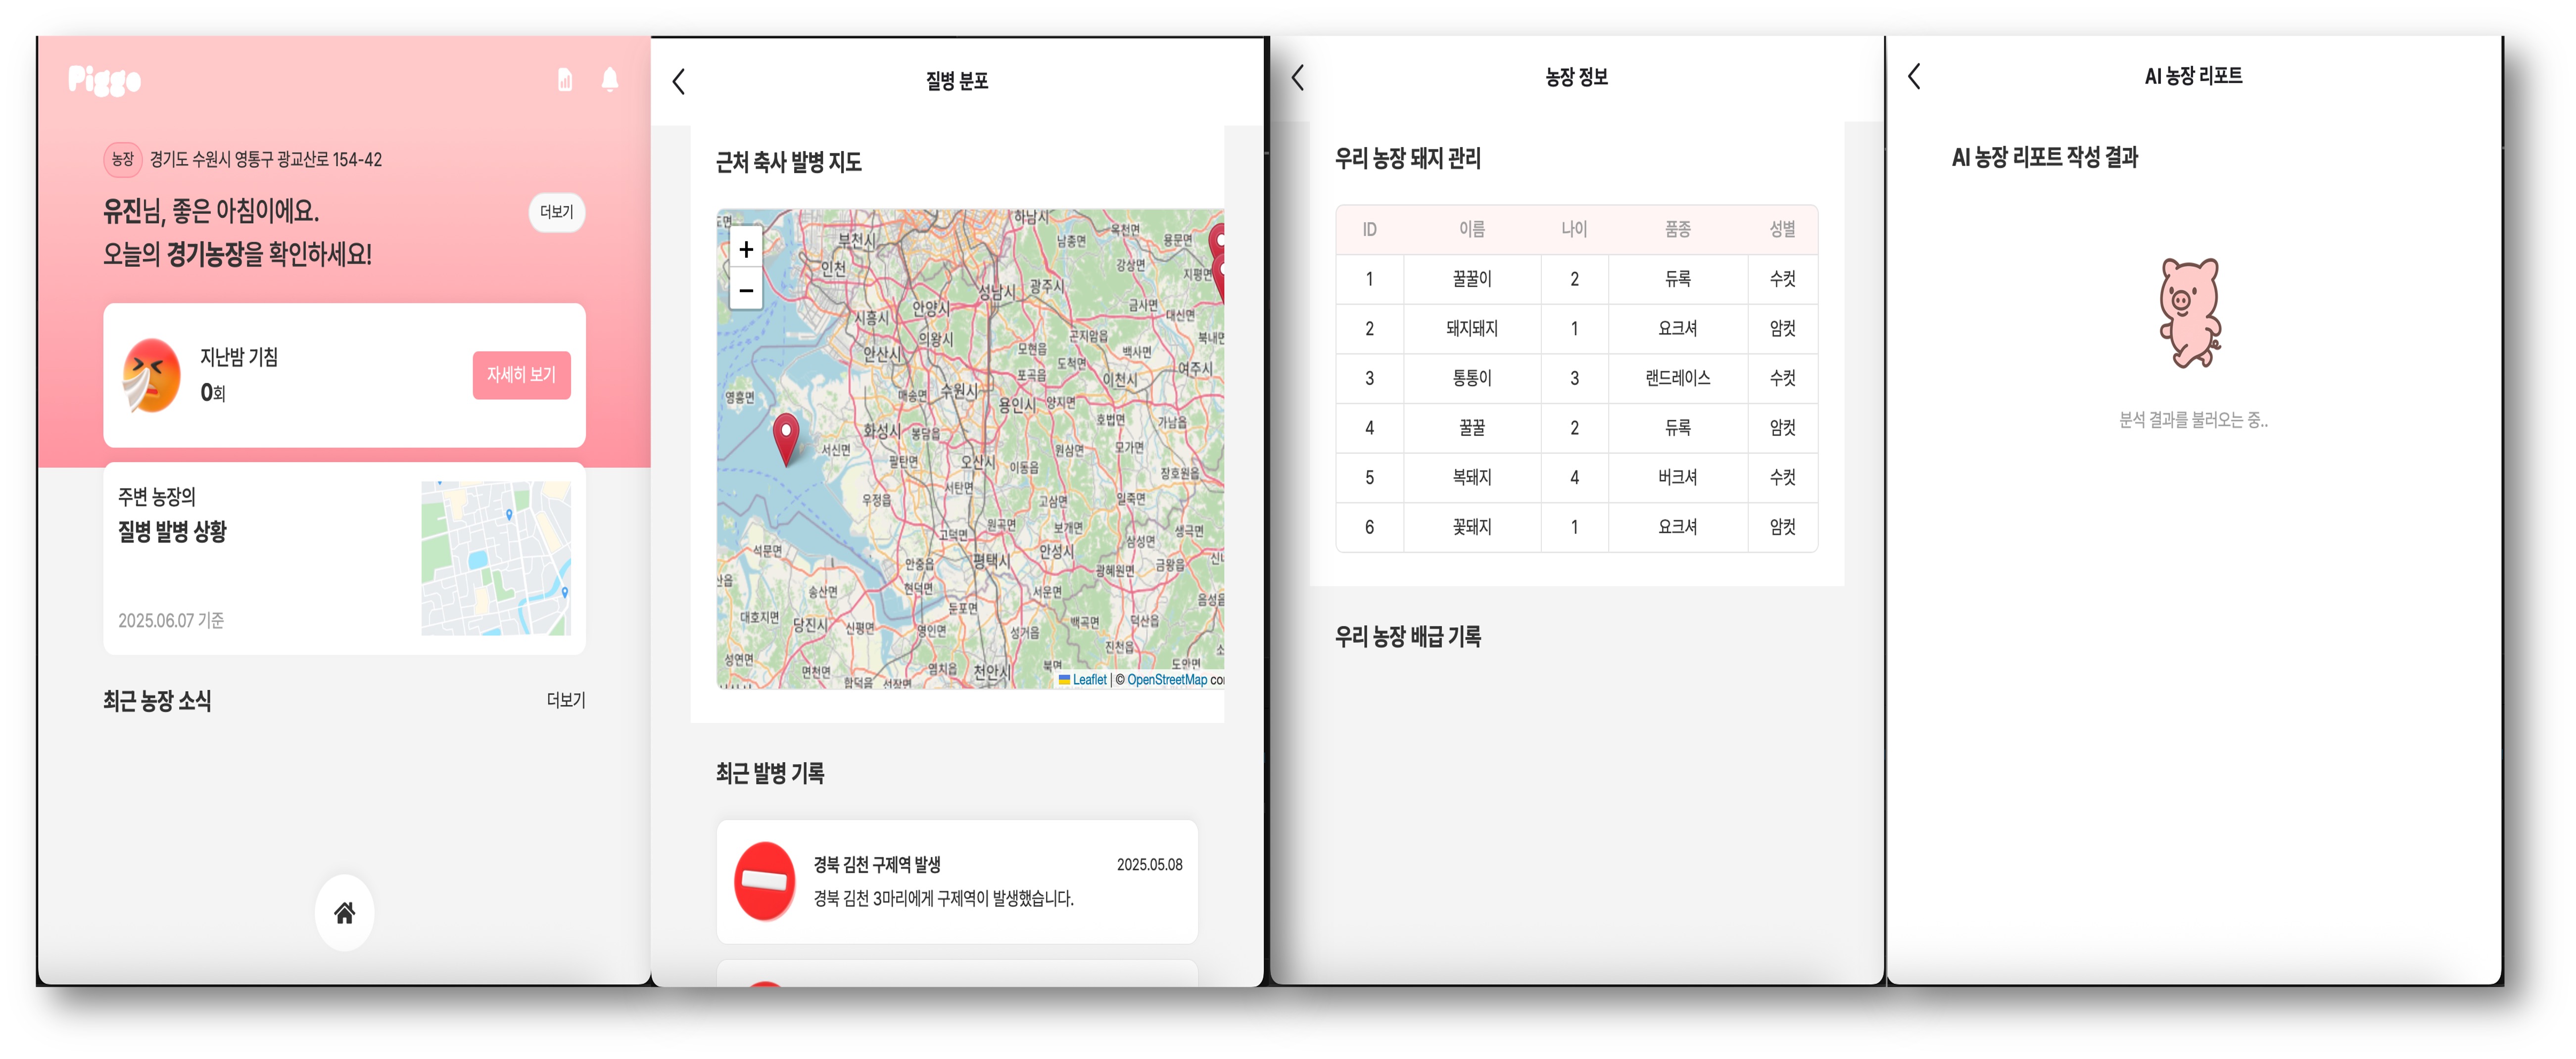 Piggo
농장 경기도 수원시 영통구 광교산로 154-42
유진님, 좋은 아침이에요.
오늘의 경기농장을 확인하세요!
더보기
지난밤 기침
0회
자세히 보기
주변 농장의
질병 발병 상황
2025.06.07 기준
최근 농장 소식
더보기
질병 분포
근처 축사 발병 지도
+
−
하남시
부천시
남종면
옥천면
용문면
인천
강상면
지평면
성남시
광주시
안양시
금사면
시흥시
의왕시
대신면
곤지암읍
안산시
모현읍
백사면
북내면
도척면
포곡읍
이천시
여주시
영흥면
매송면
수원시
용인시
양지면
호법면
가남읍
화성시
봉담읍
서신면
모가면
원삼면
팔탄면
오산시
이동읍
장호원읍
서탄면
우정읍
고삼면
일죽면
원곡면
보개면
생극면
고덕면
삼성면
석문면
안성시
안중읍
평택시
광혜원면
금왕읍
송산면
현덕면
서운면
음성읍
둔포면
대호지면
당진시
신평면
영인면
성거읍
백곡면
덕산읍
진천읍
성연면
면천면
합덕읍
선장면
염치읍
천안시
북면
도안면
Leaflet | © OpenStreetMap co
최근 발병 기록
경북 김천 구제역 발생 2025.05.08
경북 김천 3마리에게 구제역이 발생했습니다.
농장 정보
우리 농장 돼지 관리
ID 이름 나이 품종 성별
1 꿀꿀이 2 듀록 수컷
2 돼지돼지 1 요크셔 암컷
3 통통이 3 랜드레이스 수컷
4 꿀꿀 2 듀록 암컷
5 복돼지 4 버크셔 수컷
6 꽃돼지 1 요크셔 암컷
우리 농장 배급 기록
AI 농장 리포트
AI 농장 리포트 작성 결과
분석 결과를 불러오는 중..